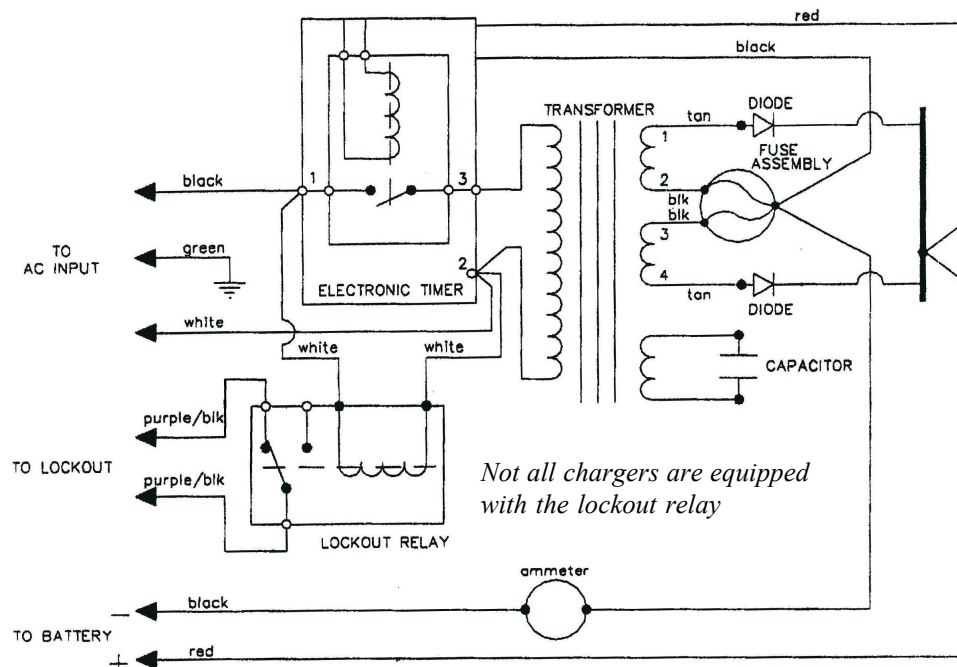 red
black
TRANSFORMER
DIODE
tan
1
FUSE
ASSEMBLY
1
3
2
blk
blk
3
black
green
TO
AC INPUT
2
4
tan
DIODE
ELECTRONIC TIMER
white
white
white
CAPACITOR
purple/blk
TO LOCKOUT
purple/blk
Not all chargers are equipped
with the lockout relay
LOCKOUT RELAY
ammeter
− black
TO BATTERY
+ red